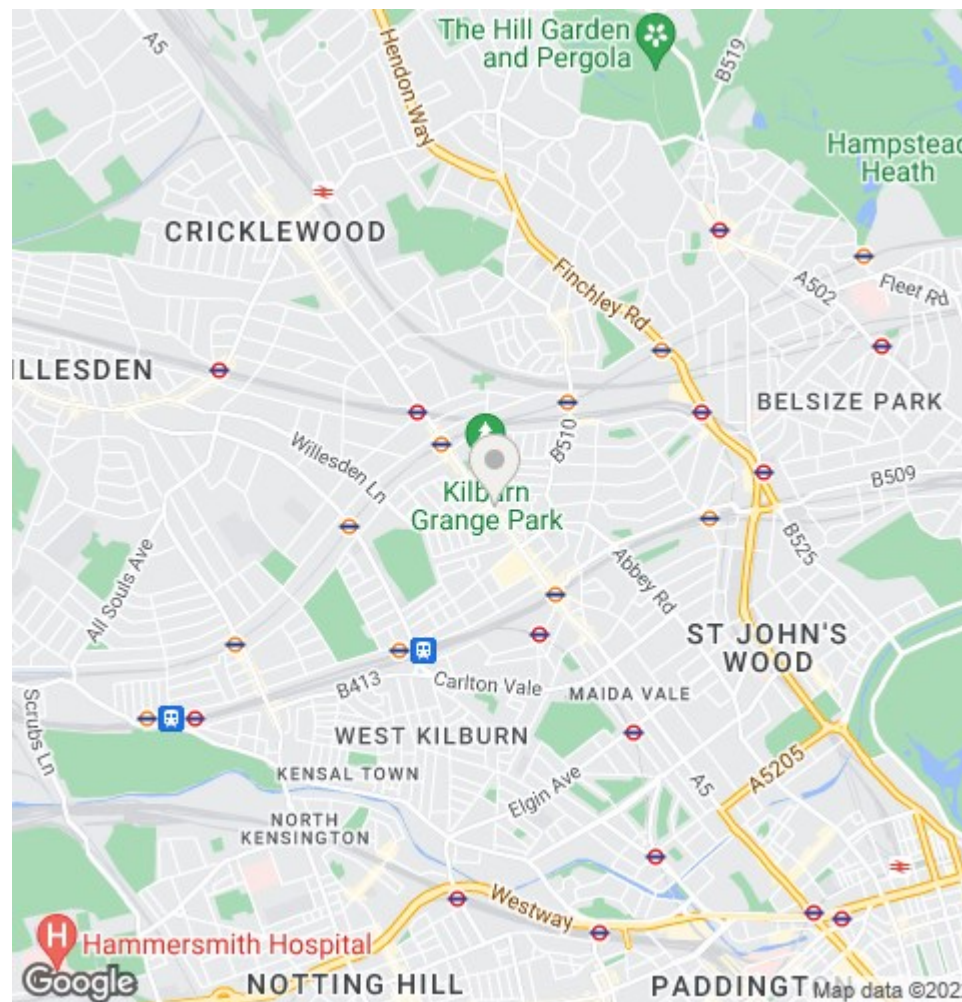 A5
Hendon Way
The Hill Garden
and Pergola
B519
Hampstead
Heath
CRICKLEWOOD
Finchley Rd
A502
Fleet Rd
ILLESDEN
BELSIZE PARK
B510
Willesden Ln
B509
Kilburn
Grange Park
B525
All Souls Ave
Abbey Rd
ST JOHN'S
WOOD
B413
Carlton Vale
MAIDA VALE
Scrubs Ln
WEST KILBURN
KENSAL TOWN
Elgin Ave
A5
A5205
NORTH
KENSINGTON
Westway
H
Hammersmith Hospital
Google
NOTTING HILL
PADDINGTON
Map data ©202